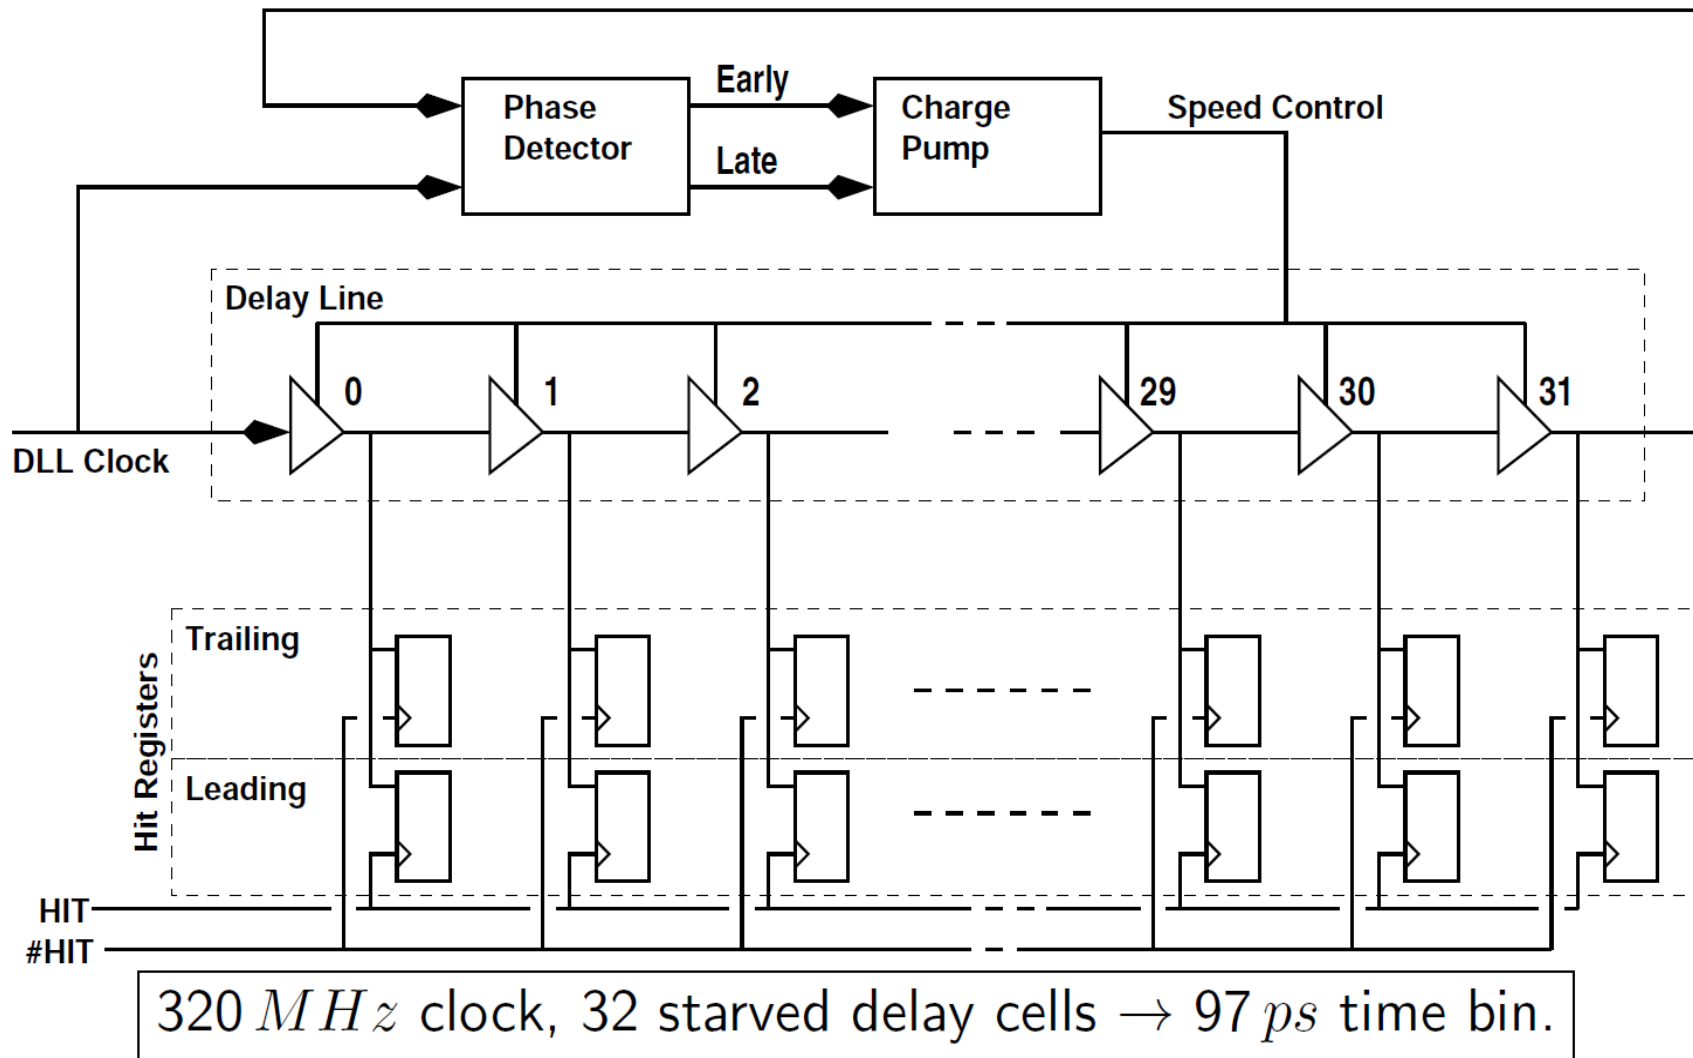 Early
Phase
Detector
Charge
Pump
Speed Control
Late
Delay Line
0
1
2
29
30
31
DLL Clock
Hit Registers
Trailing
Leading
HIT
#HIT
320 MHz clock, 32 starved delay cells → 97 ps time bin.